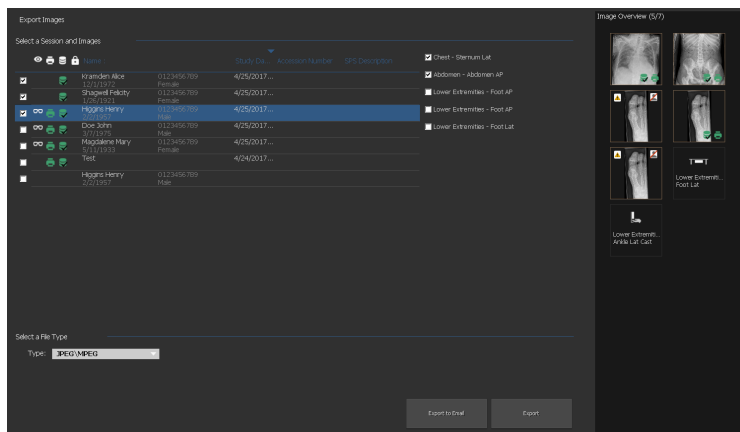 Export Images
Select a Session and Images
Name
Study Da...
Accession Number
SPS Description
Kramden Alice 0123456789 4/25/2017...
12/1/1972 Female
Shagwell Felicity 0123456789 4/25/2017...
1/26/1921 Female
Higgins Henry 0123456789 4/25/2017...
2/2/1957 Male
Doe John 0123456789 4/25/2017...
3/7/1975 Male
Magdalene Mary 0123456789 4/25/2017...
5/11/1933 Female
Test 4/24/2017...
Higgins Henry 0123456789
2/2/1957 Male
Chest - Sternum Lat
Abdomen - Abdomen AP
Lower Extremities - Foot AP
Lower Extremities - Foot AP
Lower Extremities - Foot Lat
Select a File Type
Type: JPEG\MPEG
Export to Email
Export
Image Overview (5/7)
Lower Extremiti...
Foot Lat
Lower Extremiti...
Ankle Lat Cast